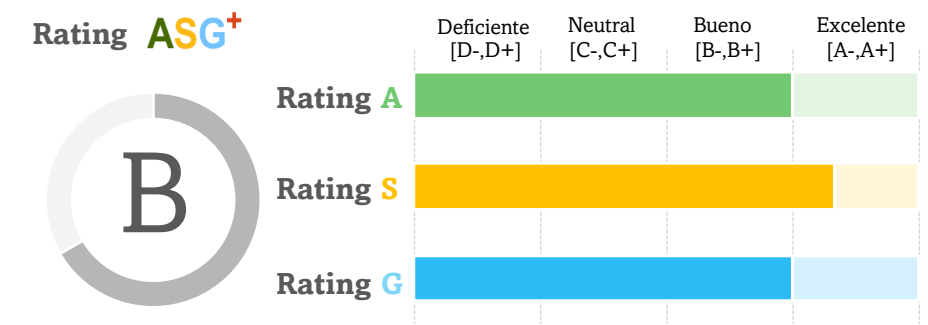 Rating ASG+
Deficiente Neutral Bueno Excelente
[D-,D+] [C-,C+] [B-,B+] [A-,A+]
Rating A
B
Rating S
Rating G